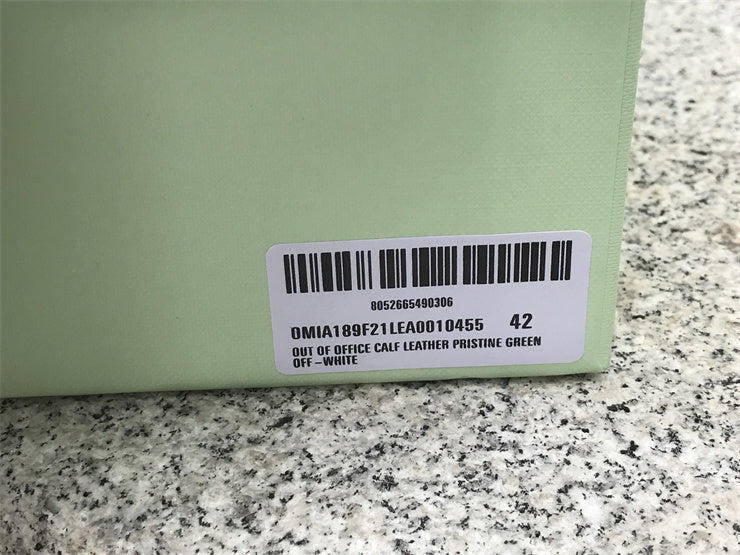 8052665490306
OMIA189F21LEA0010455 42
OUT OF OFFICE CALF LEATHER PRISTINE GREEN
OFF-WHITE